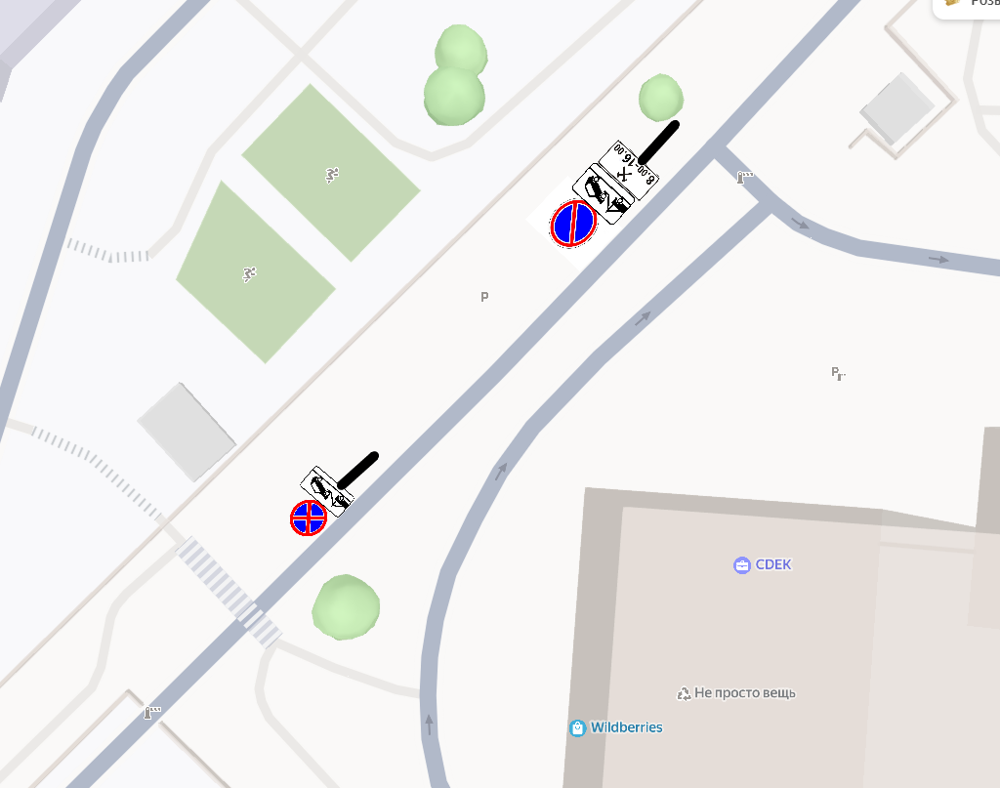 Розв
8.00-16.00
P
P
CDEK
Не просто вещь
Wildberries